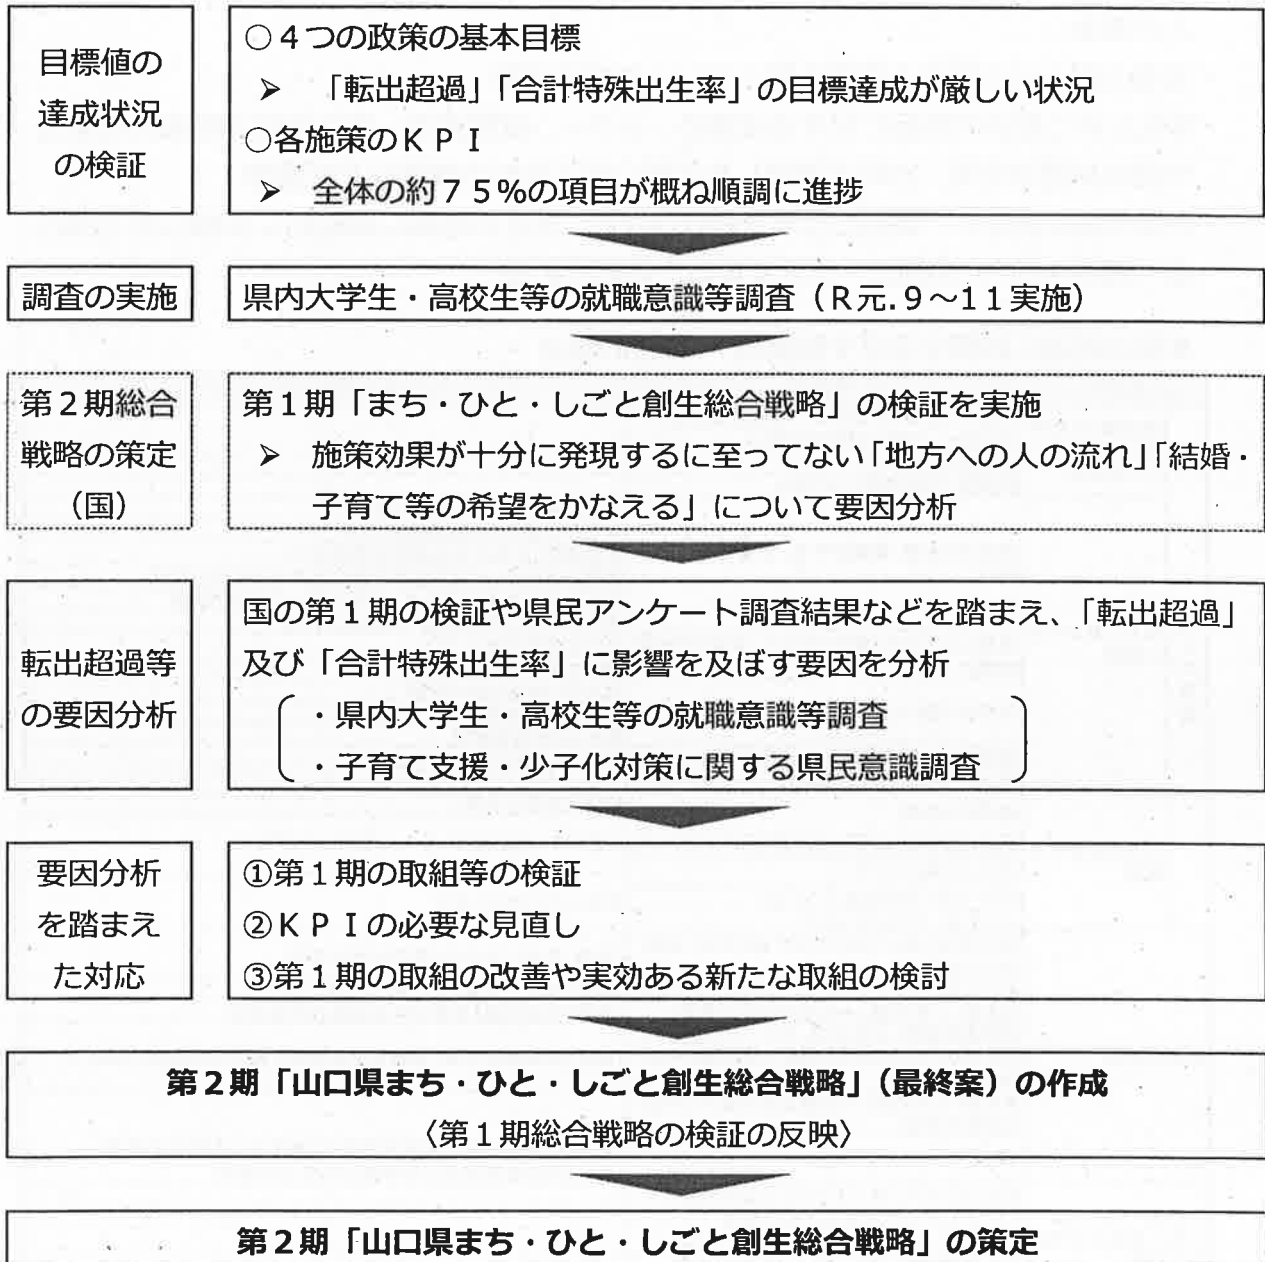 目標値の
達成状況
の検証
○４つの政策の基本目標
➢ 「転出超過」「合計特殊出生率」の目標達成が厳しい状況
○各施策のＫＰＩ
➢ 全体の約７５％の項目が概ね順調に進捗
調査の実施
県内大学生・高校生等の就職意識等調査（Ｒ元.９～１１実施）
第２期総合
戦略の策定
（国）
第１期「まち・ひと・しごと創生総合戦略」の検証を実施
➢ 施策効果が十分に発現するに至ってない「地方への人の流れ」「結婚・
子育て等の希望をかなえる」について要因分析
転出超過等
の要因分析
国の第１期の検証や県民アンケート調査結果などを踏まえ、「転出超過」
及び「合計特殊出生率」に影響を及ぼす要因を分析
・県内大学生・高校生等の就職意識等調査
・子育て支援・少子化対策に関する県民意識調査
要因分析
を踏まえ
た対応
①第１期の取組等の検証
②ＫＰＩの必要な見直し
③第１期の取組の改善や実効ある新たな取組の検討
第２期「山口県まち・ひと・しごと創生総合戦略」（最終案）の作成
〈第１期総合戦略の検証の反映〉
第２期「山口県まち・ひと・しごと創生総合戦略」の策定